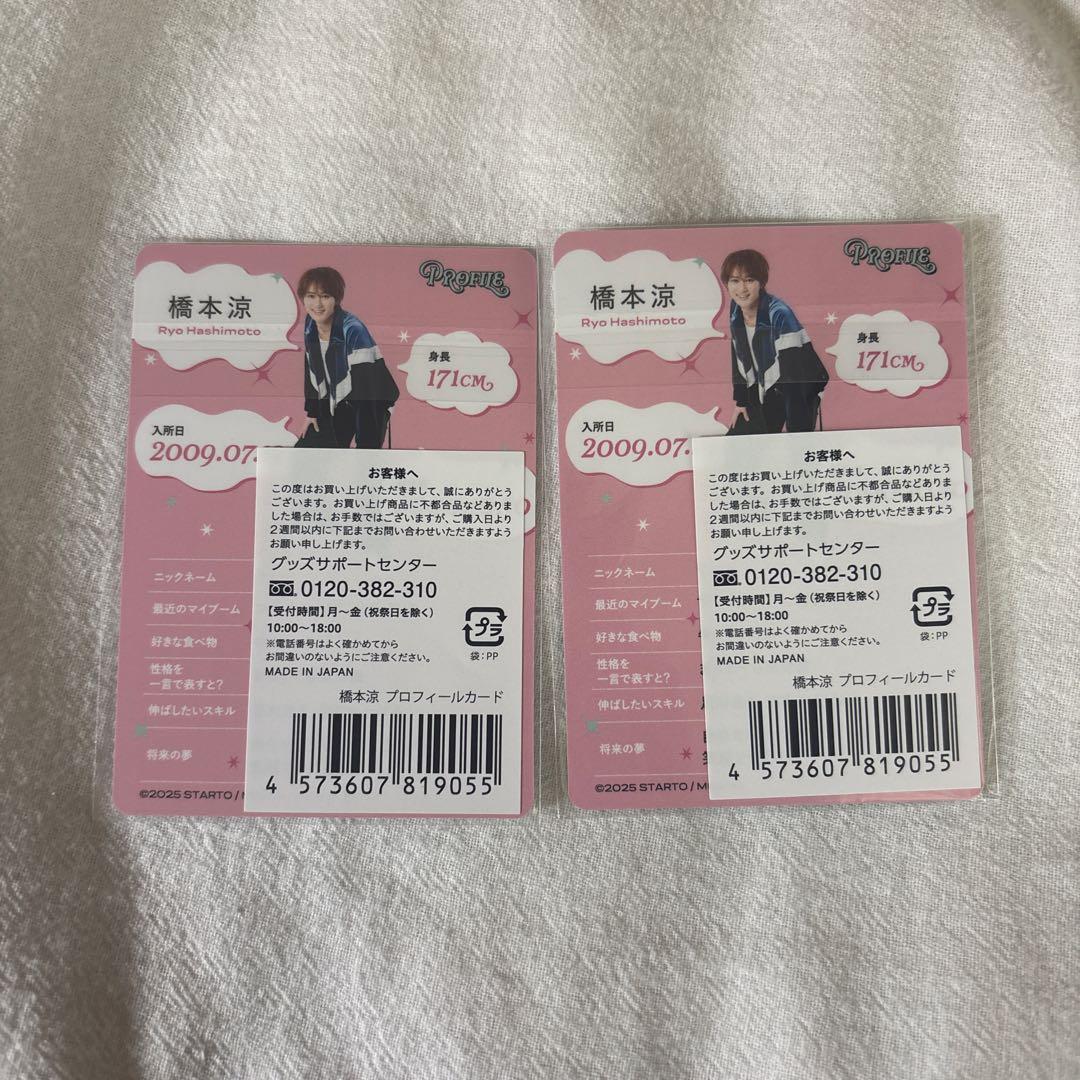 PROFILE
橋本涼
Ryo Hashimoto
身長
171CM
入所日
2009.07.
お客様へ
この度はお買い上げいただきまして、誠にありがとう
ございます。お買い上げ商品に不都合品などありま
した場合は、お手数ではございますが、ご購入日より
2週間以内に下記までお問い合わせいただきますよう
お願い申し上げます。
グッズサポートセンター
0120-382-310
【受付時間】月〜金(祝祭日を除く)
10:00〜18:00
※電話番号はよく確かめてから
お間違いのないようにご注意ください。
MADE IN JAPAN
プラ
袋:PP
橋本涼 プロフィールカード
4 573607 819055
ニックネーム
最近のマイブーム
好きな食べ物
性格を
一言で表すと?
伸ばしたいスキル
将来の夢
©2025 STARTO /
PROFILE
橋本涼
Ryo Hashimoto
身長
171CM
入所日
2009.07.
お客様へ
この度はお買い上げいただきまして、誠にありがとう
ございます。お買い上げ商品に不都合品などありま
した場合は、お手数ではございますが、ご購入日より
2週間以内に下記までお問い合わせいただきますよう
お願い申し上げます。
グッズサポートセンター
0120-382-310
【受付時間】月〜金(祝祭日を除く)
10:00〜18:00
※電話番号はよく確かめてから
お間違いのないようにご注意ください。
MADE IN JAPAN
プラ
袋:PP
橋本涼 プロフィールカード
4 573607 819055
ニックネーム
最近のマイブーム
好きな食べ物
性格を
一言で表すと?
伸ばしたいスキル
将来の夢
©2025 STARTO /